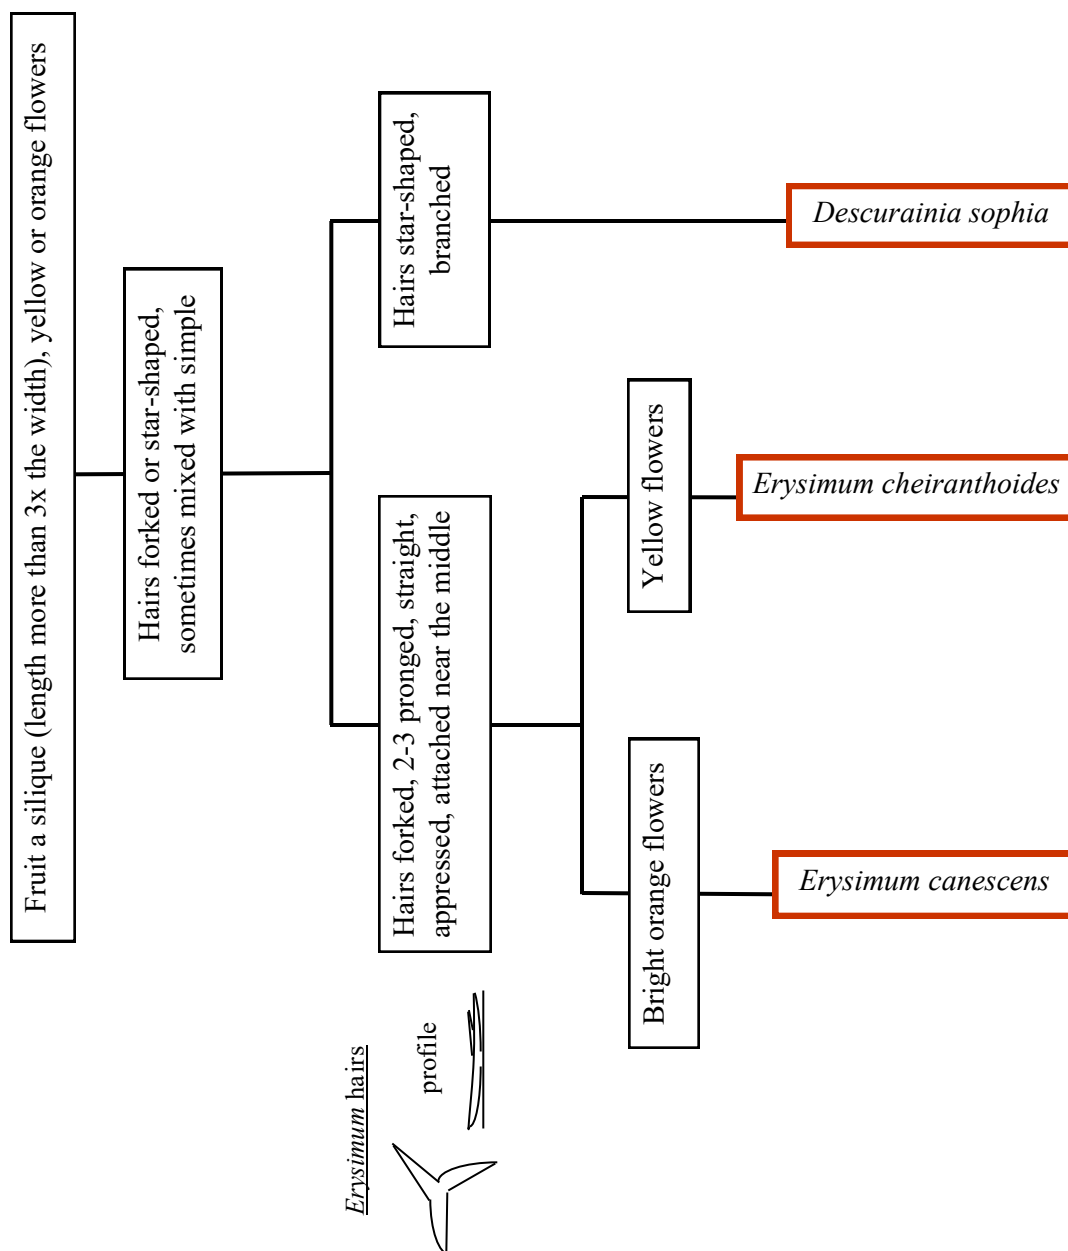 Fruit a silique (length more than 3x the width), yellow or orange flowers
Hairs forked or star-shaped,
sometimes mixed with simple
Hairs forked, 2-3 pronged, straight,
appressed, attached near the middle
Hairs star-shaped,
branched
Erysimum hairs
profile
Bright orange flowers
Yellow flowers
Erysimum canescens
Erysimum cheiranthoides
Descurainia sophia